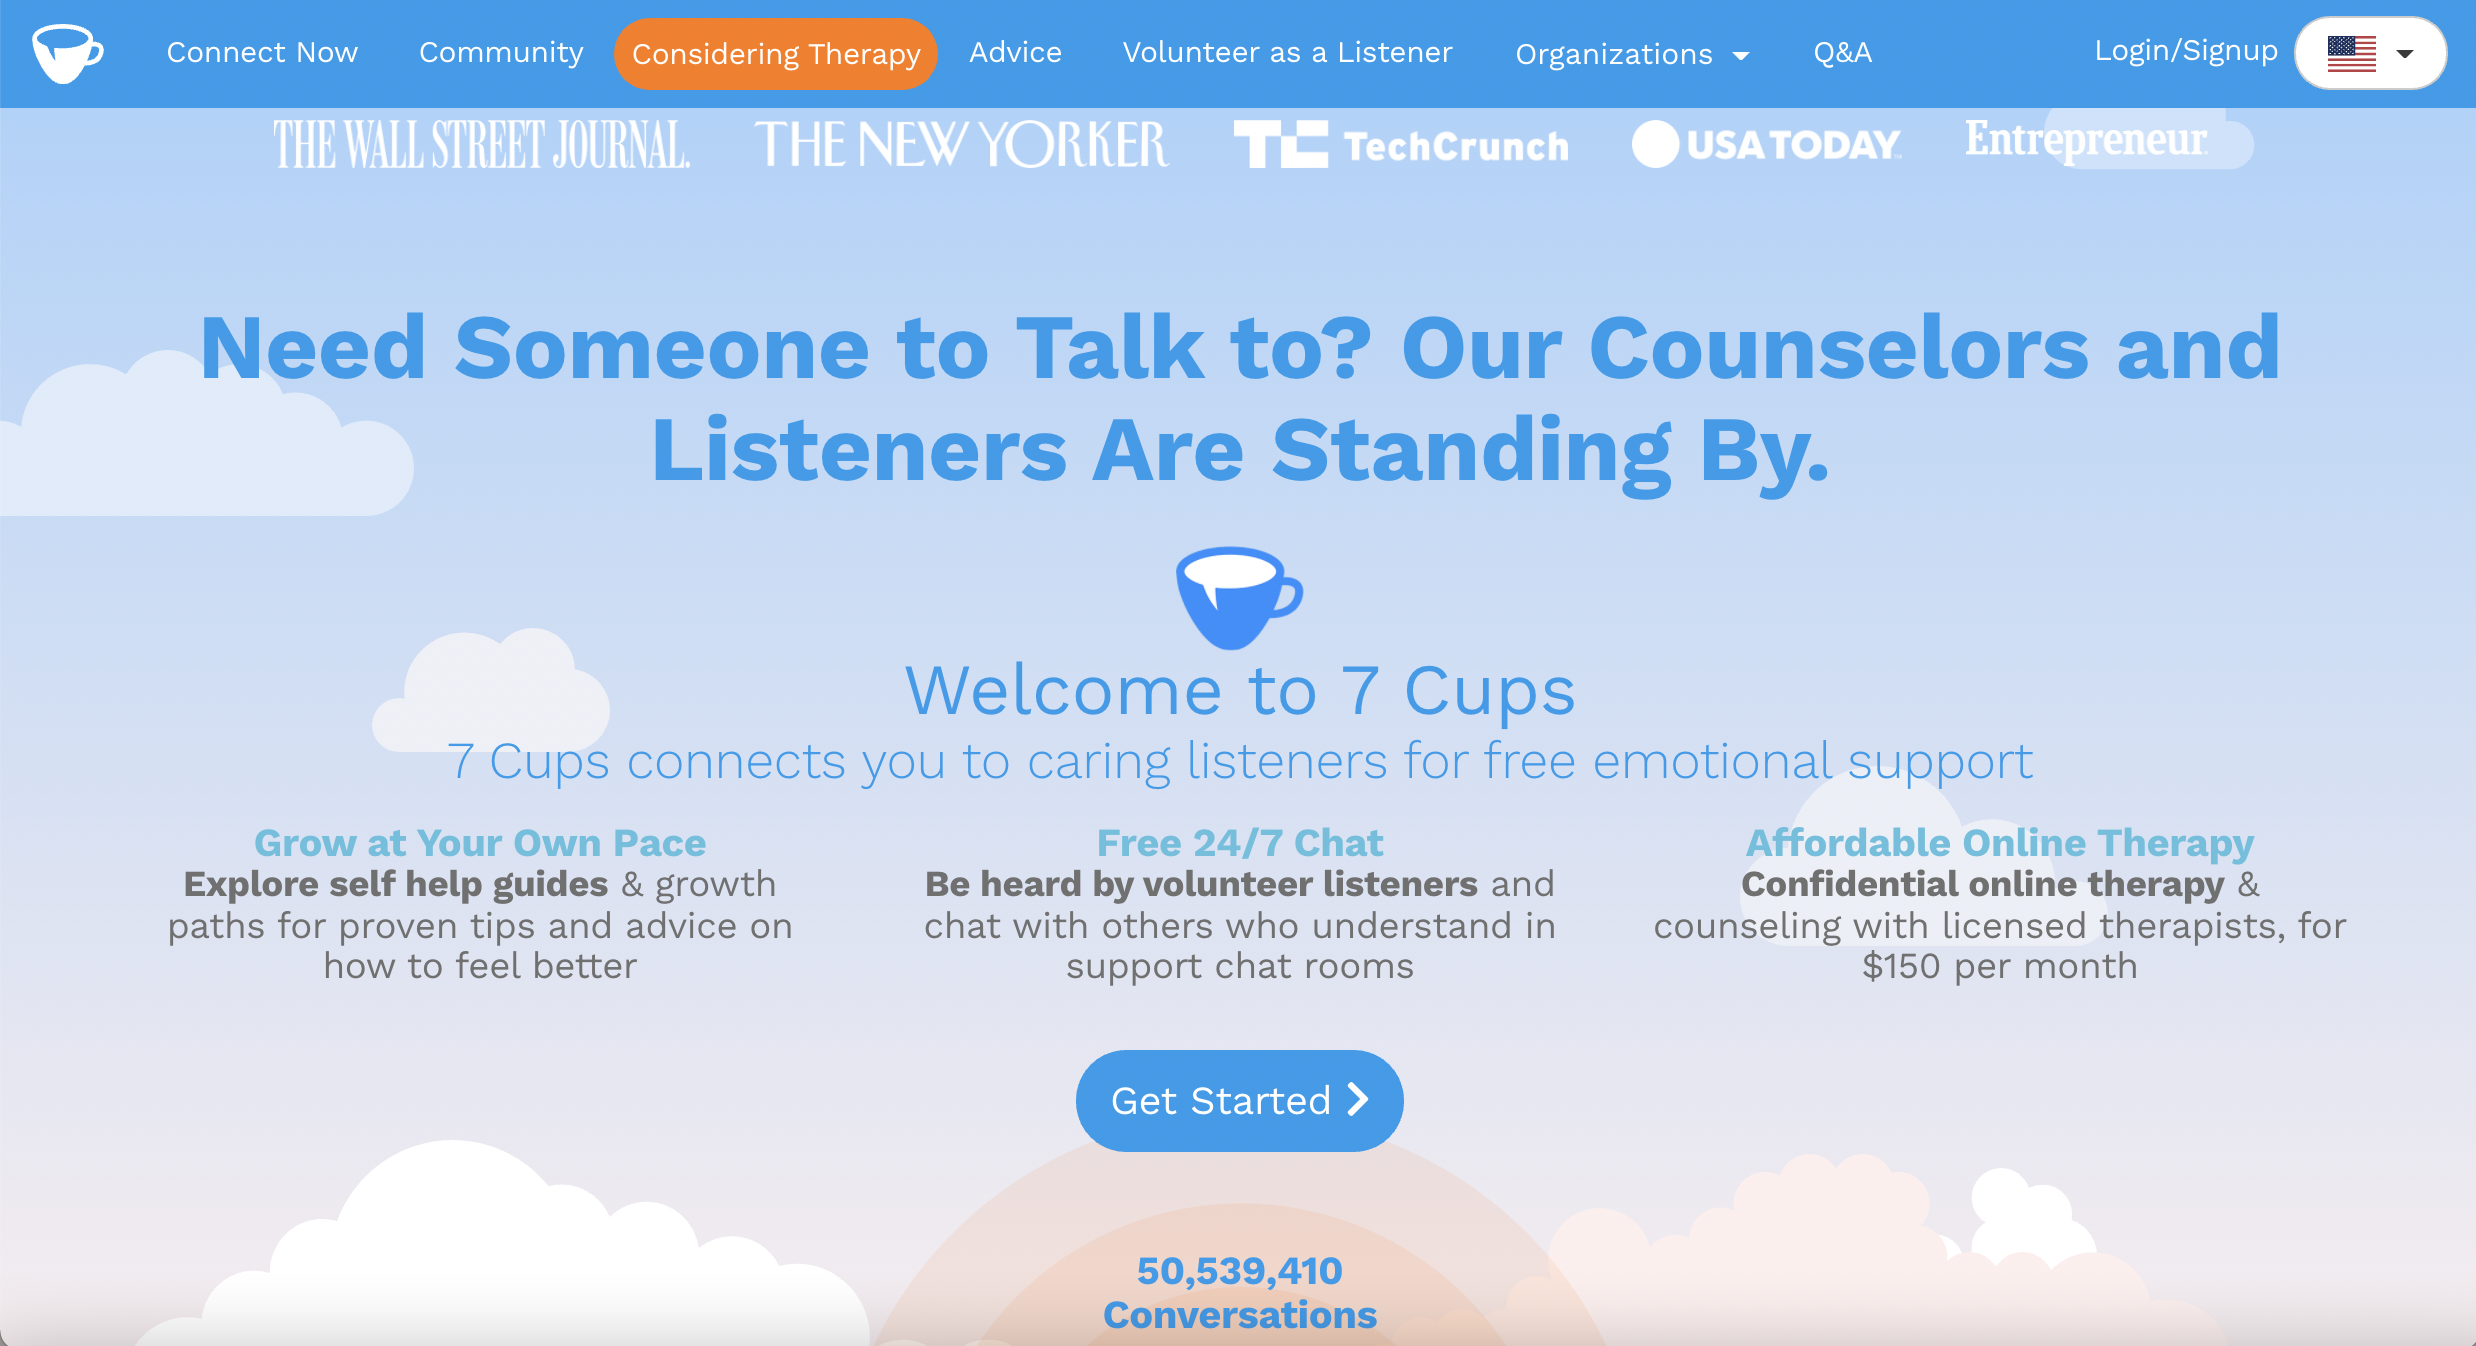 Connect Now
Community
Considering Therapy
Advice
Volunteer as a Listener
Organizations
Q&A
Login/Signup
THE WALL STREET JOURNAL.
THE NEW YORKER
TC TechCrunch
USA TODAY
Entrepreneur
Need Someone to Talk to? Our Counselors and
Listeners Are Standing By.
Welcome to 7 Cups
7 Cups connects you to caring listeners for free emotional support
Grow at Your Own Pace
Explore self help guides & growth
paths for proven tips and advice on
how to feel better
Free 24/7 Chat
Be heard by volunteer listeners and
chat with others who understand in
support chat rooms
Affordable Online Therapy
Confidential online therapy &
counseling with licensed therapists, for
$150 per month
Get Started
50,539,410
Conversations